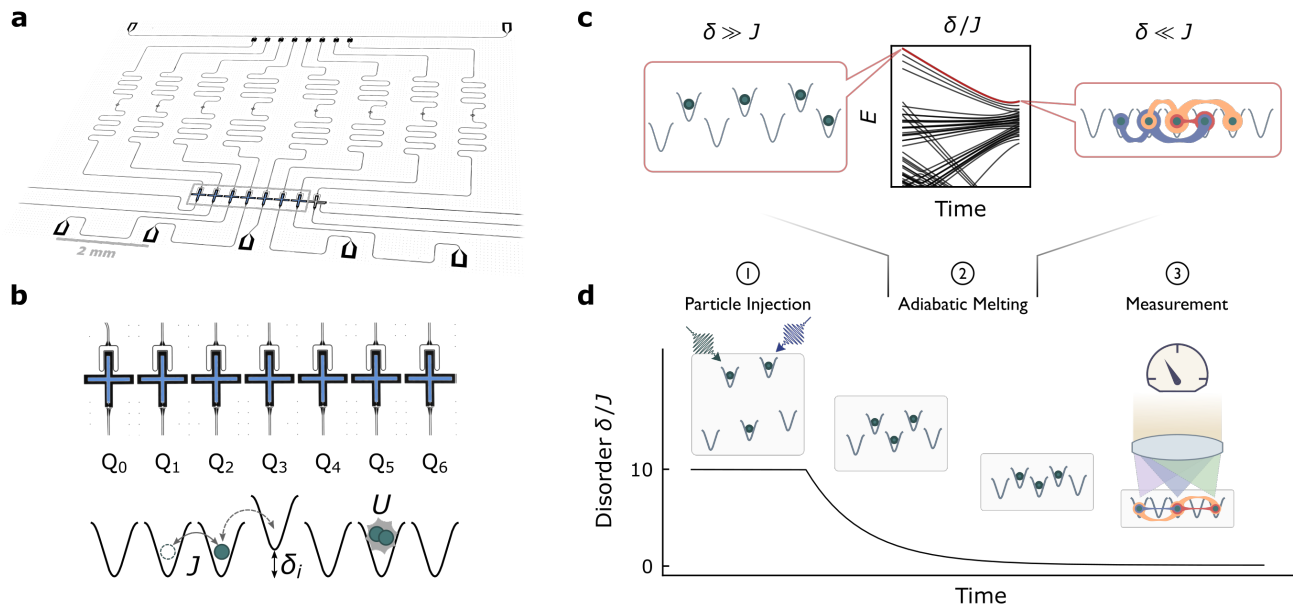 a
2 mm
b
Q0 Q1 Q2 Q3 Q4 Q5 Q6
J
δi
U
c
δ ≫ J
δ/J
δ ≪ J
E
Time
d
1
2
3
Particle Injection
Adiabatic Melting
Measurement
Disorder δ/J
10
0
Time